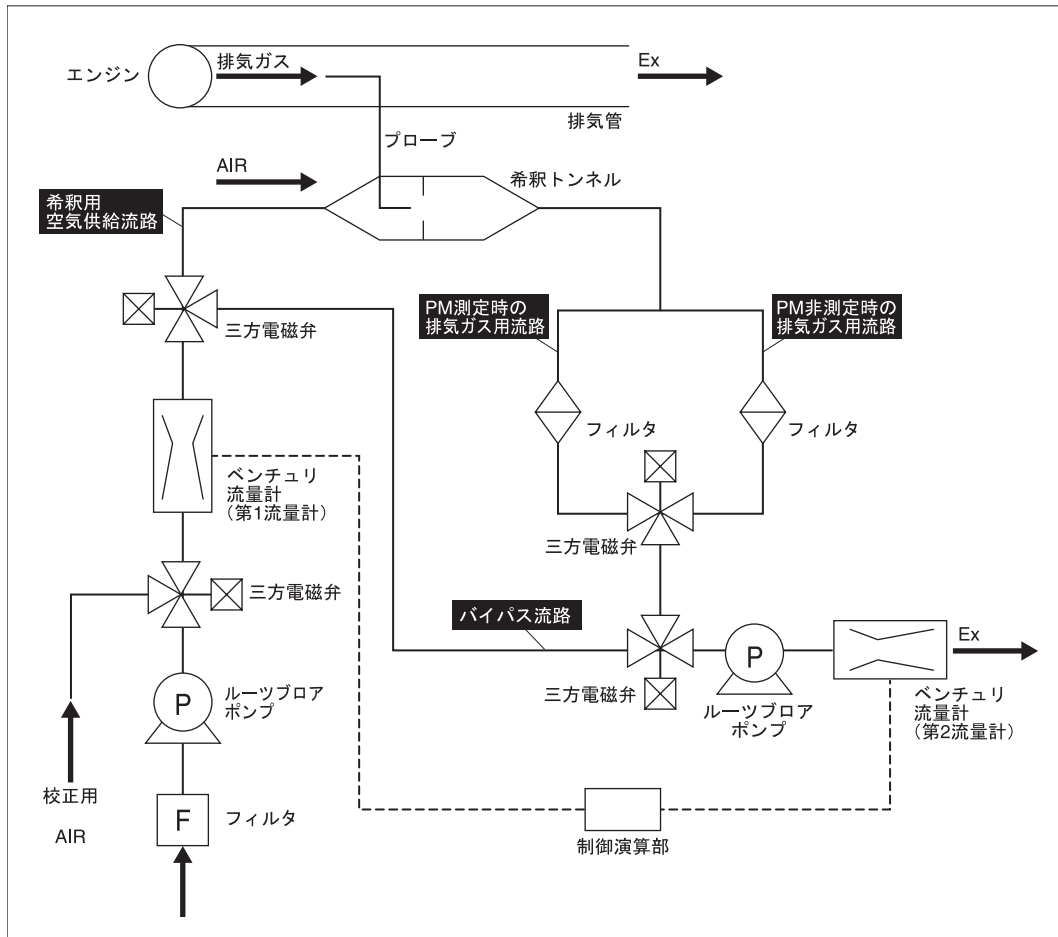 エンジン
排気ガス
Ex
排気管
プローブ
AIR
希釈トンネル
希釈用
空気供給流路
PM測定時の
排気ガス用流路
PM非測定時の
排気ガス用流路
三方電磁弁
フィルタ
フィルタ
ベンチュリ
流量計
(第1流量計)
三方電磁弁
三方電磁弁
バイパス流路
Ex
P
ルーツブロア
ポンプ
P
三方電磁弁
ルーツブロア
ポンプ
ベンチュリ
流量計
(第2流量計)
校正用
AIR
F
フィルタ
制御演算部